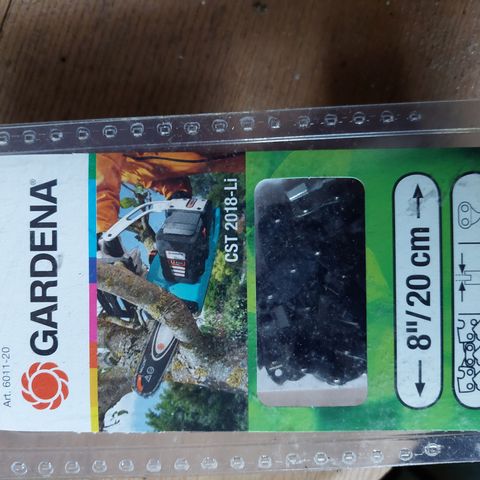 Art. 6011-20
GARDENA®
CST 2018-Li
8"/20 cm